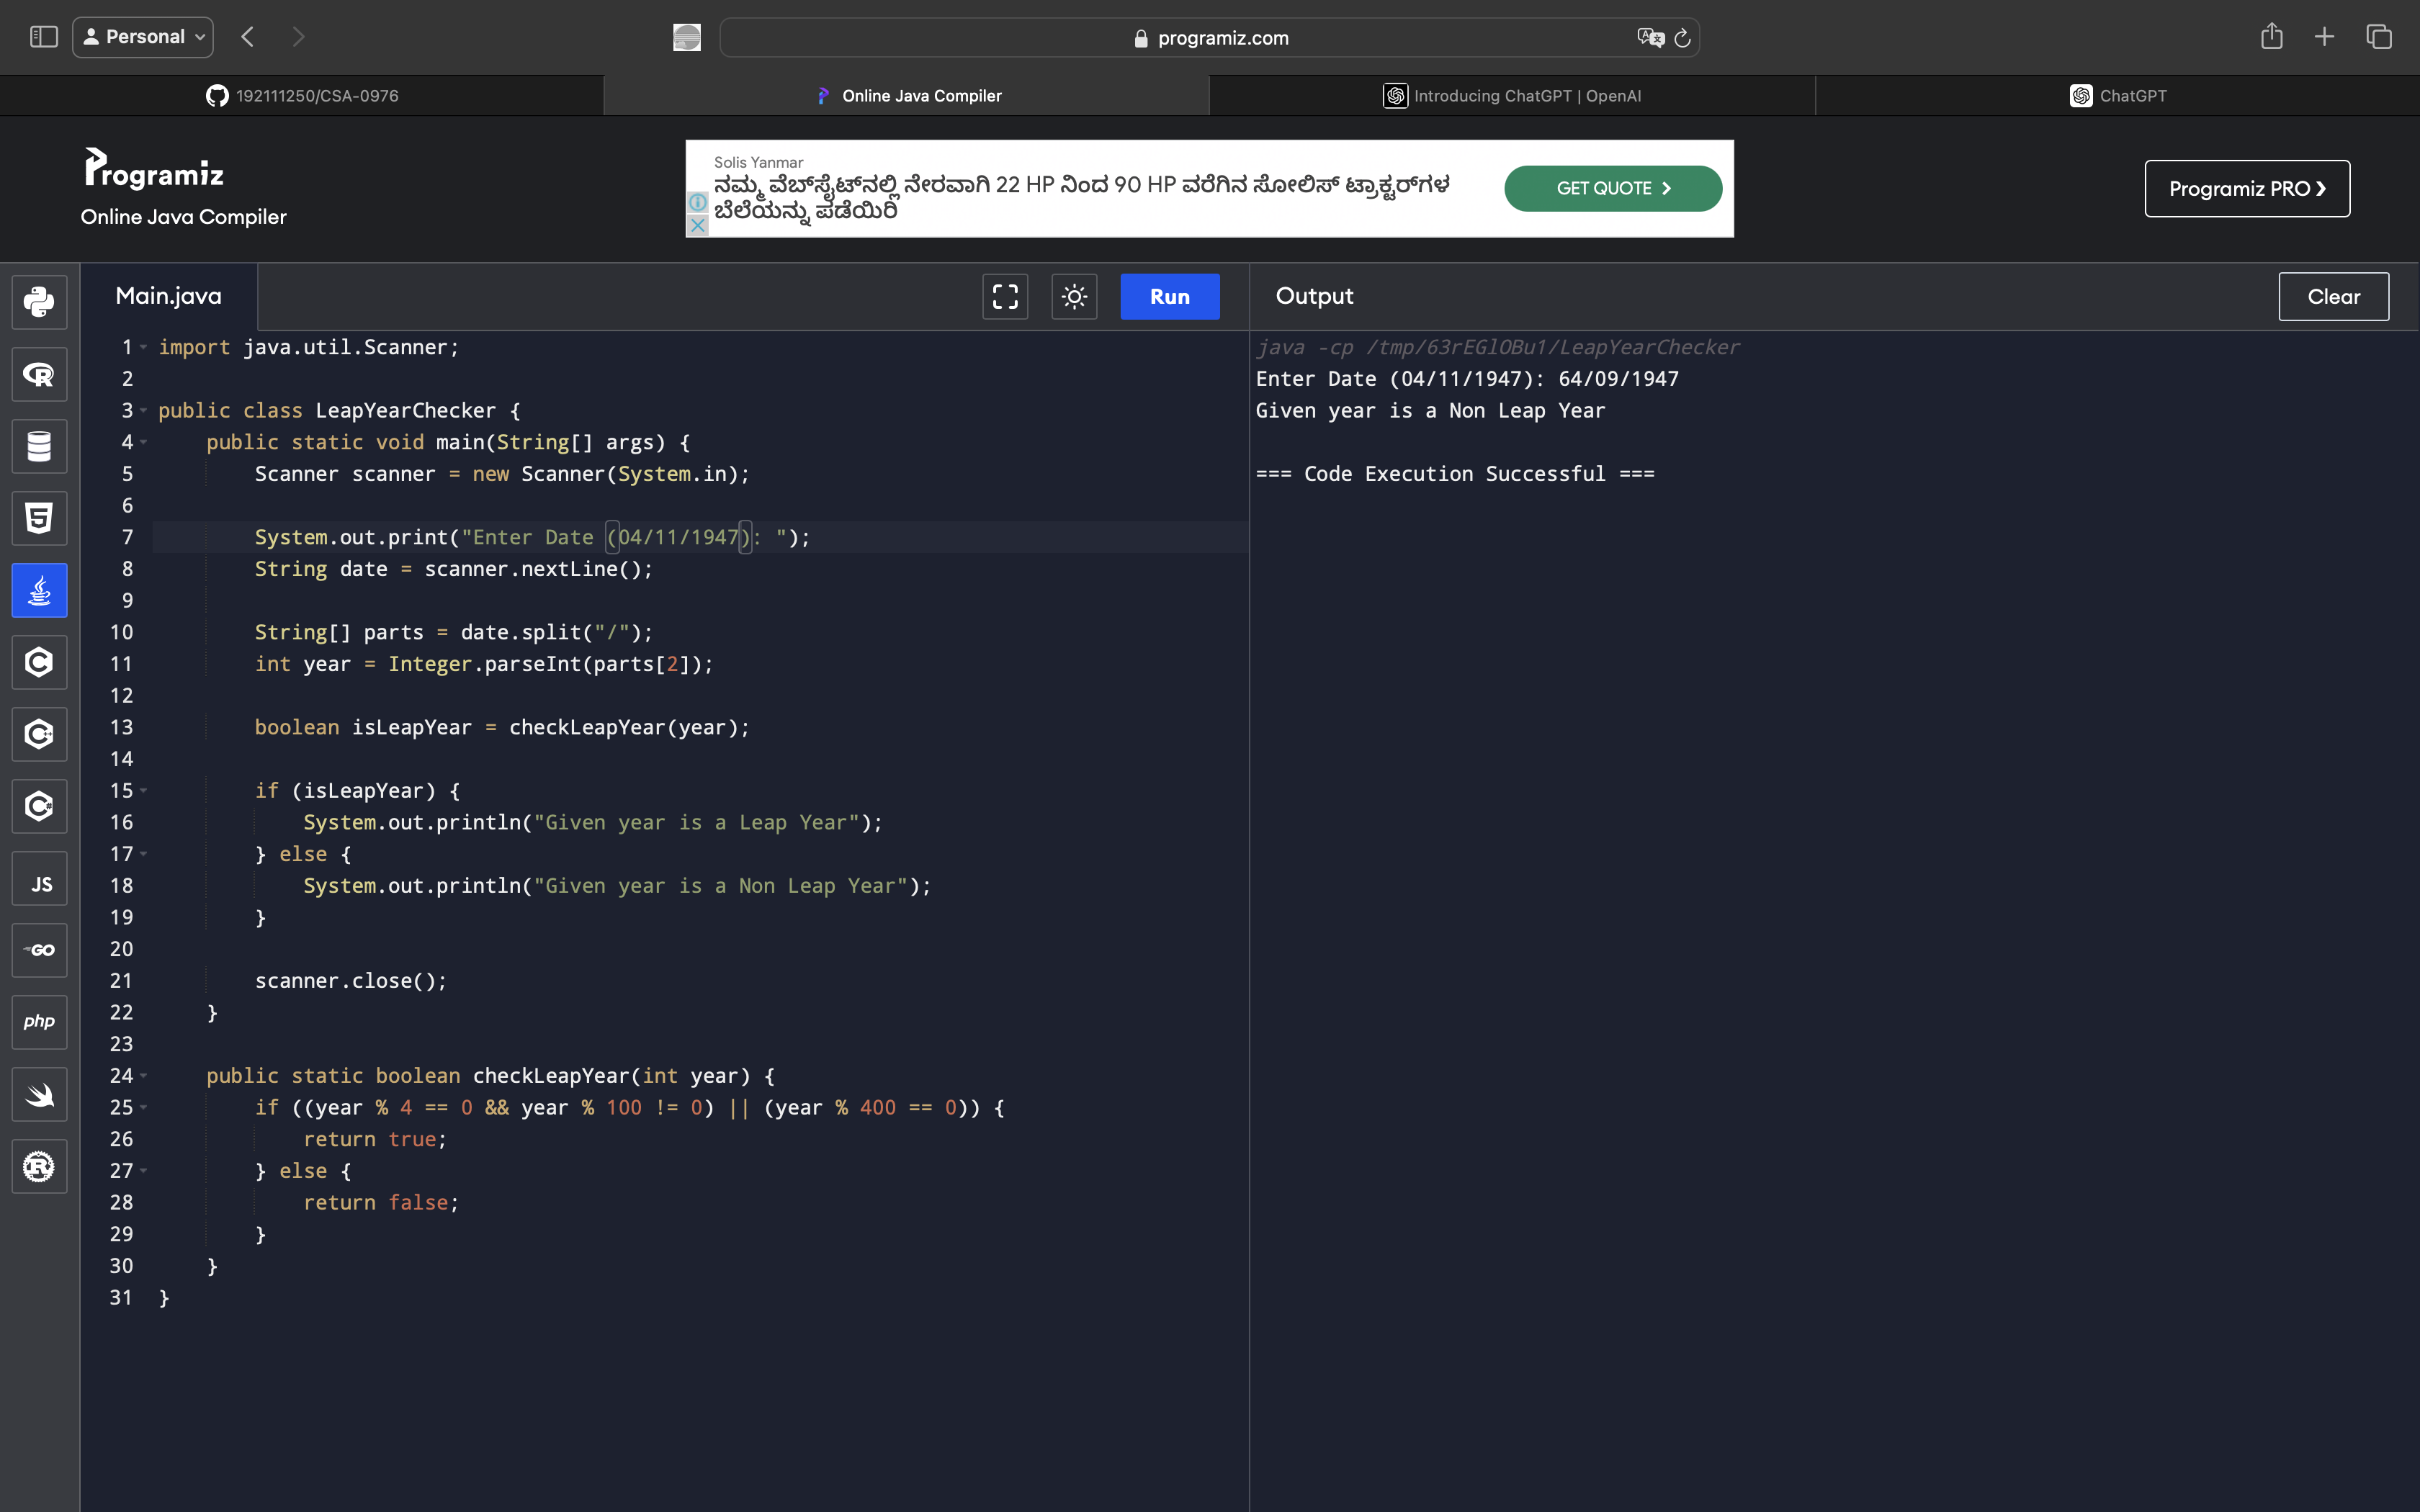 Personal
programiz.com
192111250/CSA-0976
Online Java Compiler
Introducing ChatGPT | OpenAI
ChatGPT
Programiz
Online Java Compiler
Solis Yanmar
ನಮ್ಮ ವೆಬ್‌ಸೈಟ್‌ನಲ್ಲಿ ನೇರವಾಗಿ 22 HP ನಿಂದ 90 HP ವರೆಗಿನ ಸೋಲಿಸ್ ಟ್ರಾಕ್ಟರ್‌ಗಳ
ಬೆಲೆಯನ್ನು ಪಡೆಯಿರಿ
GET QUOTE
Programiz PRO ❯
Main.java
Run
Output
Clear
JS
GO
php
1 import java.util.Scanner;
2
3 public class LeapYearChecker {
4     public static void main(String[] args) {
5         Scanner scanner = new Scanner(System.in);
6
7         System.out.print("Enter Date (04/11/1947): ");
8         String date = scanner.nextLine();
9
10         String[] parts = date.split("/");
11         int year = Integer.parseInt(parts[2]);
12
13         boolean isLeapYear = checkLeapYear(year);
14
15         if (isLeapYear) {
16             System.out.println("Given year is a Leap Year");
17         } else {
18             System.out.println("Given year is a Non Leap Year");
19         }
20
21         scanner.close();
22     }
23
24     public static boolean checkLeapYear(int year) {
25         if ((year % 4 == 0 && year % 100 != 0) || (year % 400 == 0)) {
26             return true;
27         } else {
28             return false;
29         }
30     }
31 }
java -cp /tmp/63rEGlOBu1/LeapYearChecker
Enter Date (04/11/1947): 64/09/1947
Given year is a Non Leap Year
=== Code Execution Successful ===